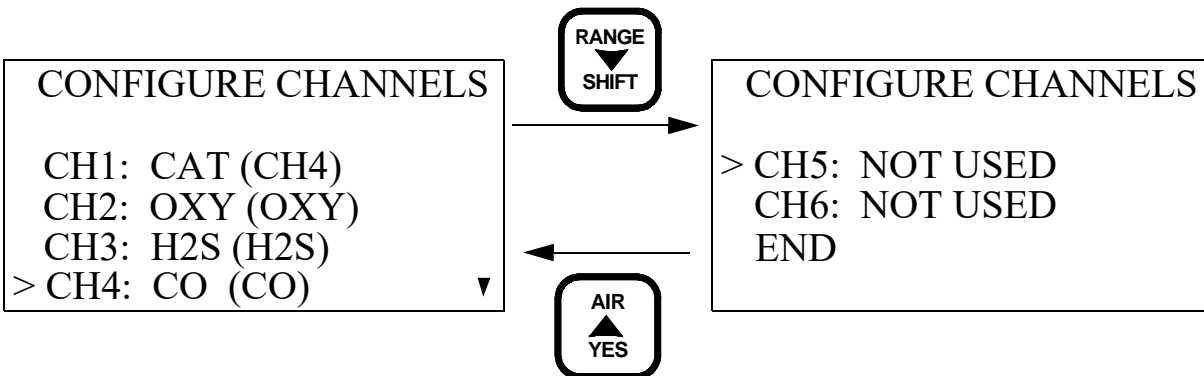 RANGE
SHIFT
CONFIGURE CHANNELS
CH1: CAT (CH4)
CH2: OXY (OXY)
CH3: H2S (H2S)
> CH4: CO (CO)
CONFIGURE CHANNELS
> CH5: NOT USED
CH6: NOT USED
END
AIR
YES